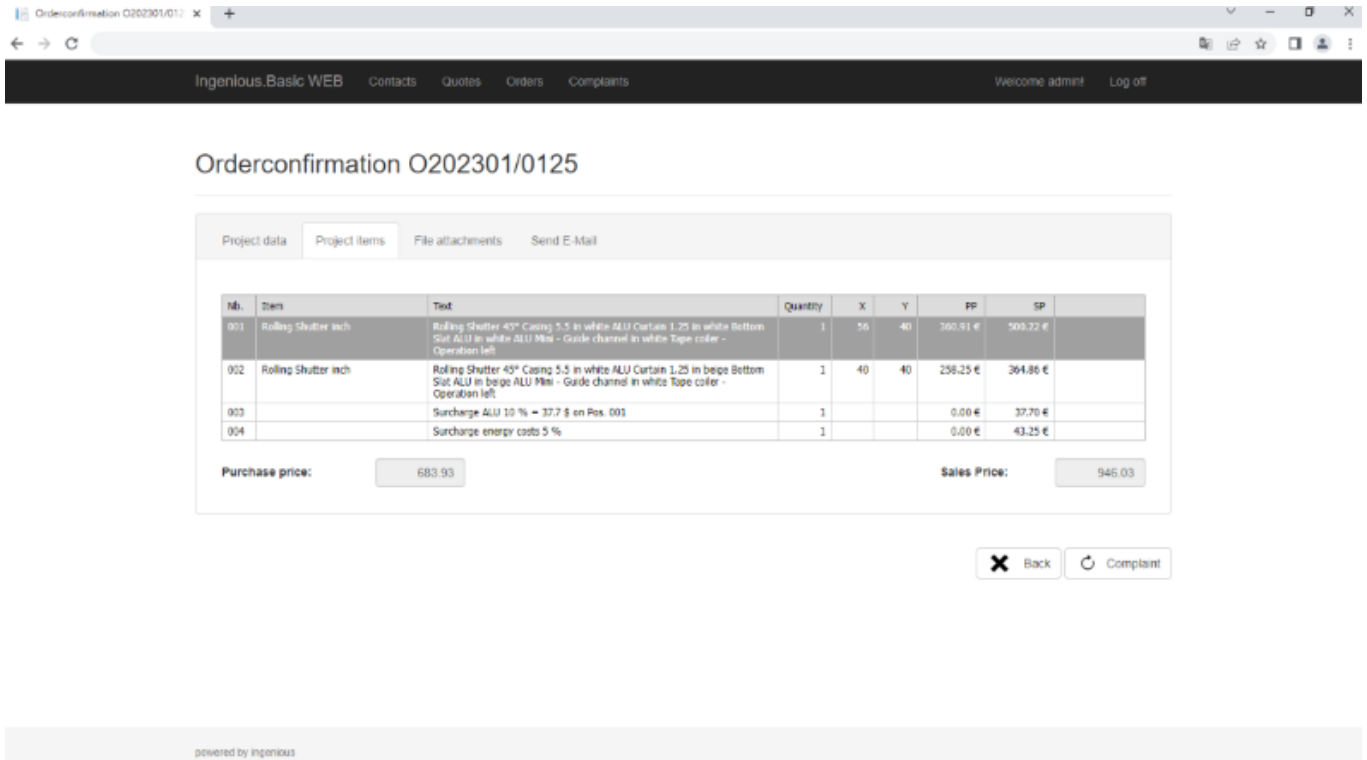 Orderconfirmation O202301/012
Ingenious.Basic WEB Contacts Quotes Orders Complaints Welcome admin! Log off
Orderconfirmation O202301/0125
Project data Project items File attachments Send E-Mail
Nb. Item Text Quantity X Y PP SP
001 Rolling Shutter inch Rolling Shutter 45° Casing 5.5 in white ALU Curtain 1.25 in white Bottom 1 56 40 360.91 € 500.22 €
Slat ALU in white ALU Mini - Guide channel in white Tape coiler -
Operation left
002 Rolling Shutter inch Rolling Shutter 45° Casing 5.5 in white ALU Curtain 1.25 in beige Bottom 1 40 40 258.25 € 364.86 €
Slat ALU in beige ALU Mini - Guide channel in white Tape coiler -
Operation left
003 Surcharge ALU 10 % = 37.7 $ on Pos. 001 1 0.00 € 37.70 €
004 Surcharge energy costs 5 % 1 0.00 € 43.25 €
Purchase price: 683.93 Sales Price: 946.03
Back Complaint
powered by ingenious